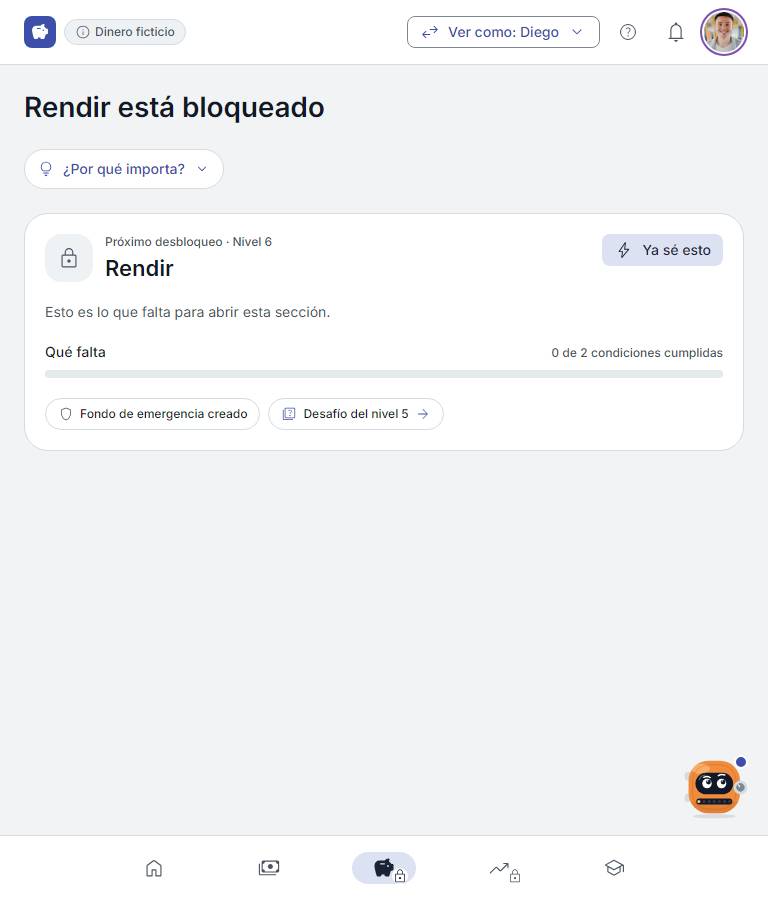 Dinero ficticio
Ver como: Diego
Rendir está bloqueado
¿Por qué importa?
Próximo desbloqueo · Nivel 6
Rendir
Ya sé esto
Esto es lo que falta para abrir esta sección.
Qué falta
0 de 2 condiciones cumplidas
Fondo de emergencia creado
Desafío del nivel 5